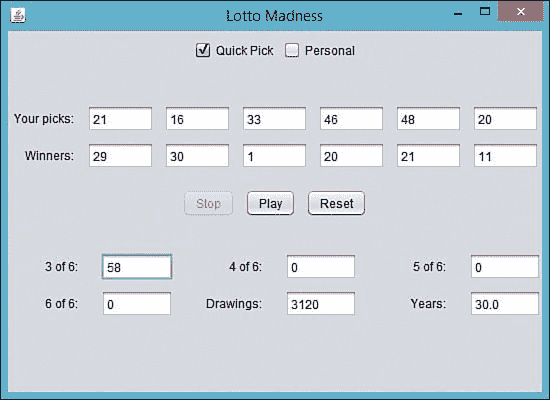 Lotto Madness
Quick Pick Personal
Your picks: 21 16 33 46 48 20
Winners: 29 30 1 20 21 11
Stop Play Reset
3 of 6: 58 4 of 6: 0 5 of 6: 0
6 of 6: 0 Drawings: 3120 Years: 30.0